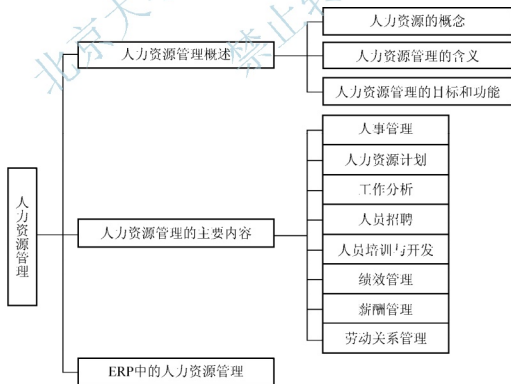 北京大
禁止
人力资源管理
人力资源管理概述
人力资源的概念
人力资源管理的含义
人力资源管理的目标和功能
人力资源管理的主要内容
人事管理
人力资源计划
工作分析
人员招聘
人员培训与开发
绩效管理
薪酬管理
劳动关系管理
ERP中的人力资源管理